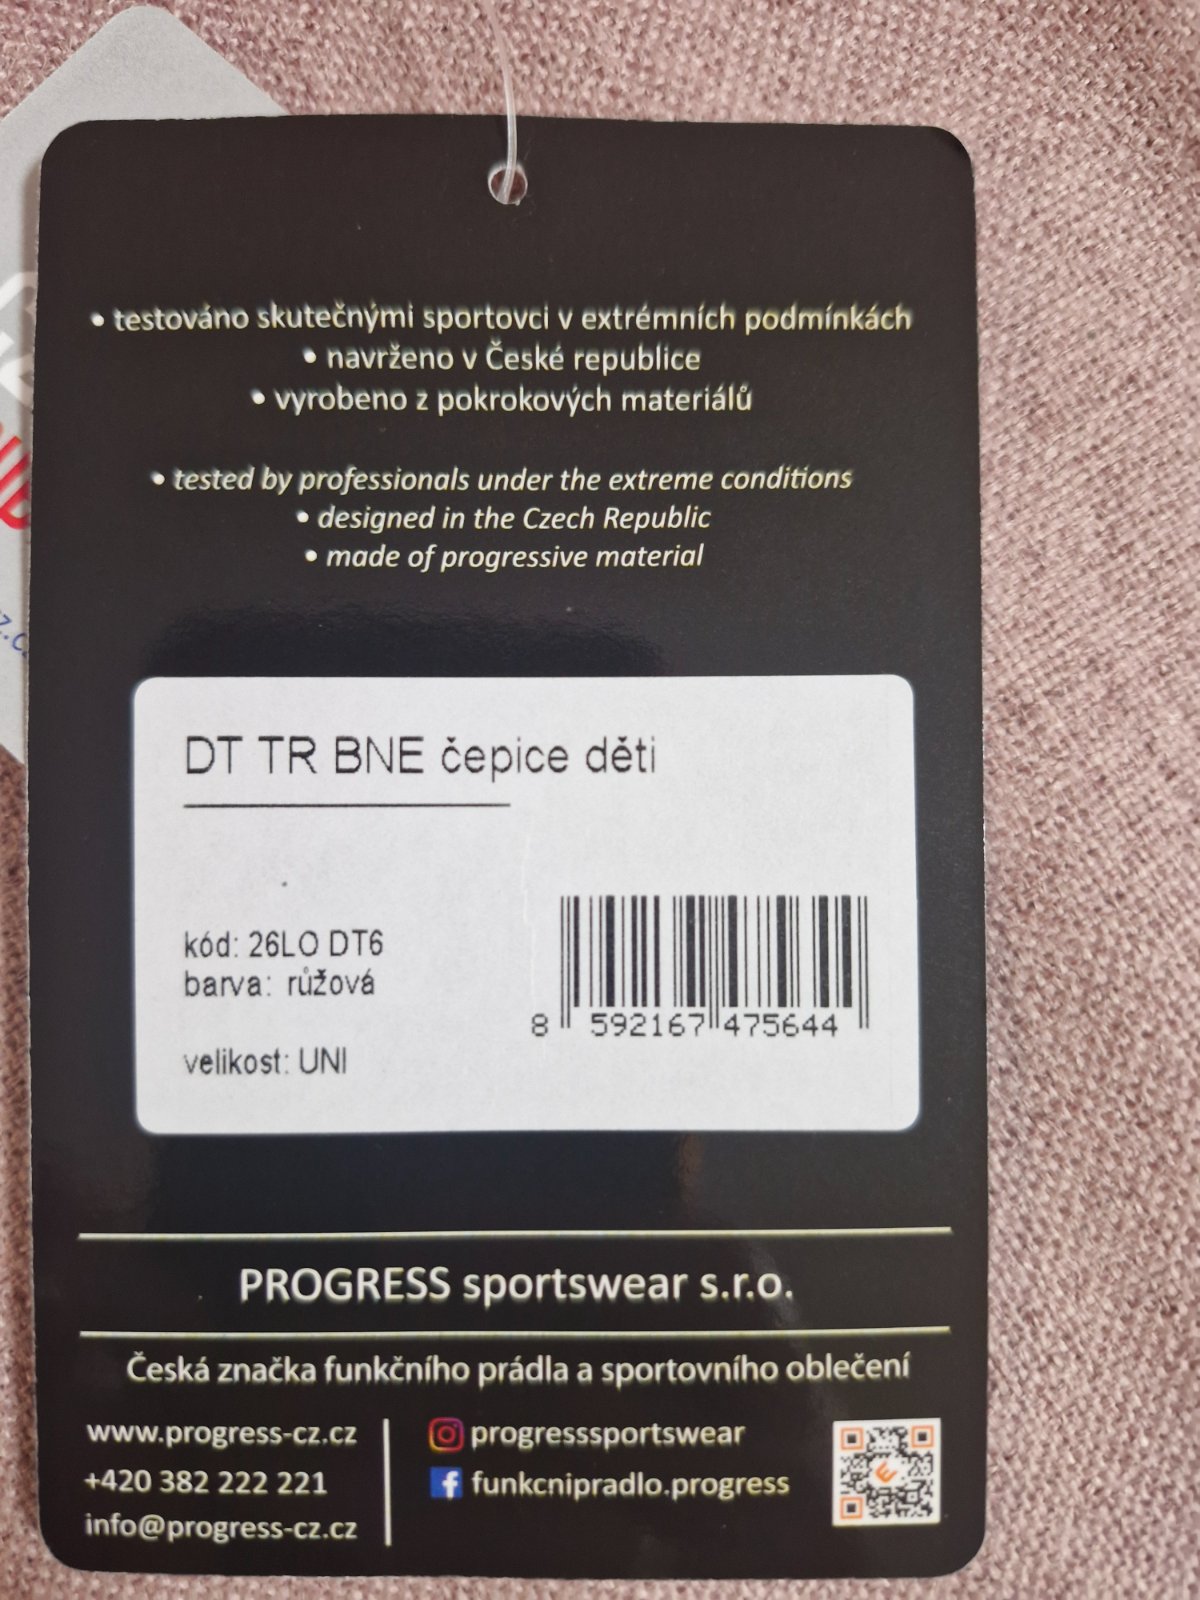 • testováno skutečnými sportovci v extrémních podmínkách
• navrženo v České republice
• vyrobeno z pokrokových materiálů
• tested by professionals under the extreme conditions
• designed in the Czech Republic
• made of progressive material
DT TR BNE čepice děti
kód: 26LO DT6
barva: růžová
velikost: UNI
8 592167 475644
PROGRESS sportswear s.r.o.
Česká značka funkčního prádla a sportovního oblečení
www.progress-cz.cz
+420 382 222 221
info@progress-cz.cz
progresssportswear
funkcnipradlo.progress